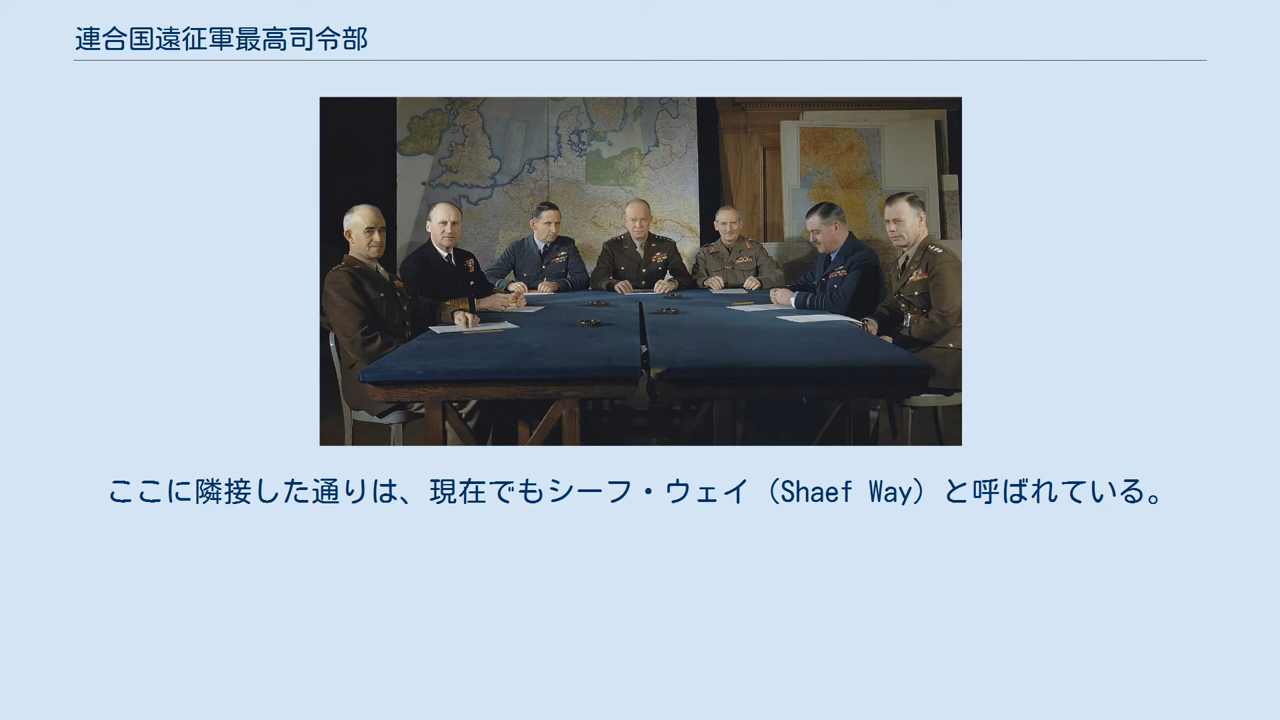 連合国遠征軍最高司令部
ここに隣接した通りは、現在でもシーフ・ウェイ（Shaef Way）と呼ばれている。